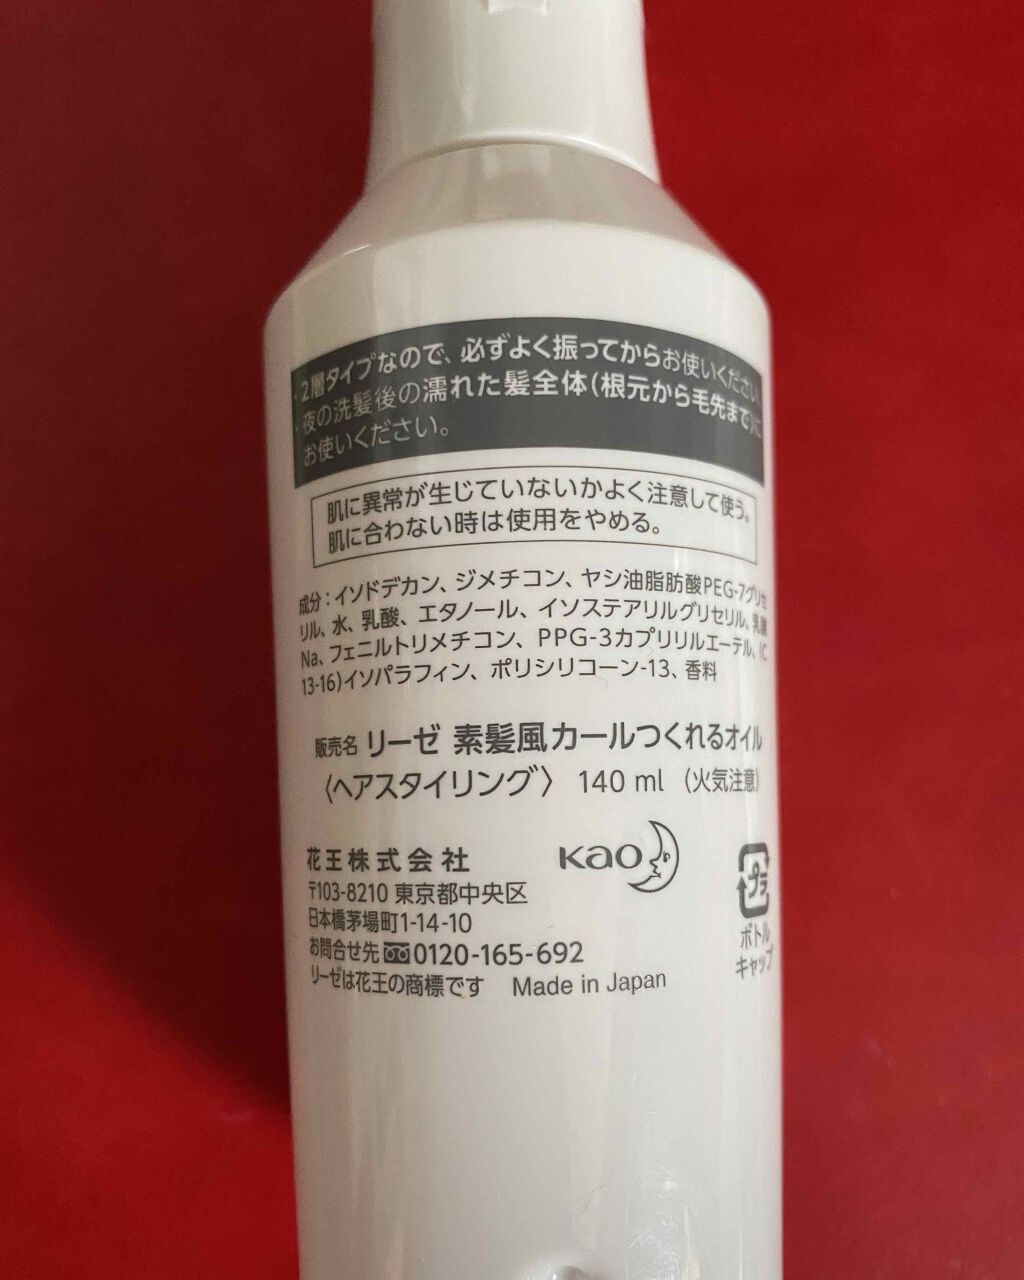 ・2層タイプなので、必ずよく振ってからお使いください。
・夜の洗髪後の濡れた髪全体(根元から毛先まで)に
お使いください。
肌に異常が生じていないかよく注意して使う。
肌に合わない時は使用をやめる。
成分：イソドデカン、ジメチコン、ヤシ油脂肪酸PEG-7グリセ
リル、水、乳酸、エタノール、イソステアリルグリセリル、乳酸
Na、フェニルトリメチコン、PPG-3カプリリルエーテル、(C
13-16)イソパラフィン、ポリシリコーン-13、香料
販売名 リーゼ 素髪風カールつくれるオイル
〈ヘアスタイリング〉 140 ml (火気注意)
花王株式会社
〒103-8210 東京都中央区
日本橋茅場町1-14-10
お問合せ先 0120-165-692
リーゼは花王の商標です Made in Japan
Kao
プラ
ボトル
キャップ